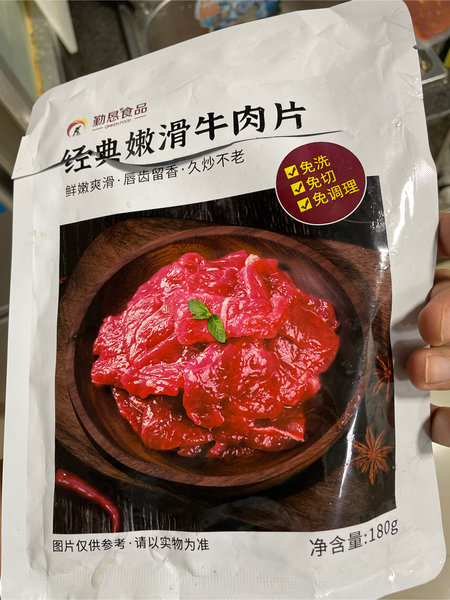 勤恳食品
QINKEN FOOD
经典嫩滑牛肉片
鲜嫩爽滑·唇齿留香·久炒不老
免洗
免切
免调理
图片仅供参考·请以实物为准
净含量:180g